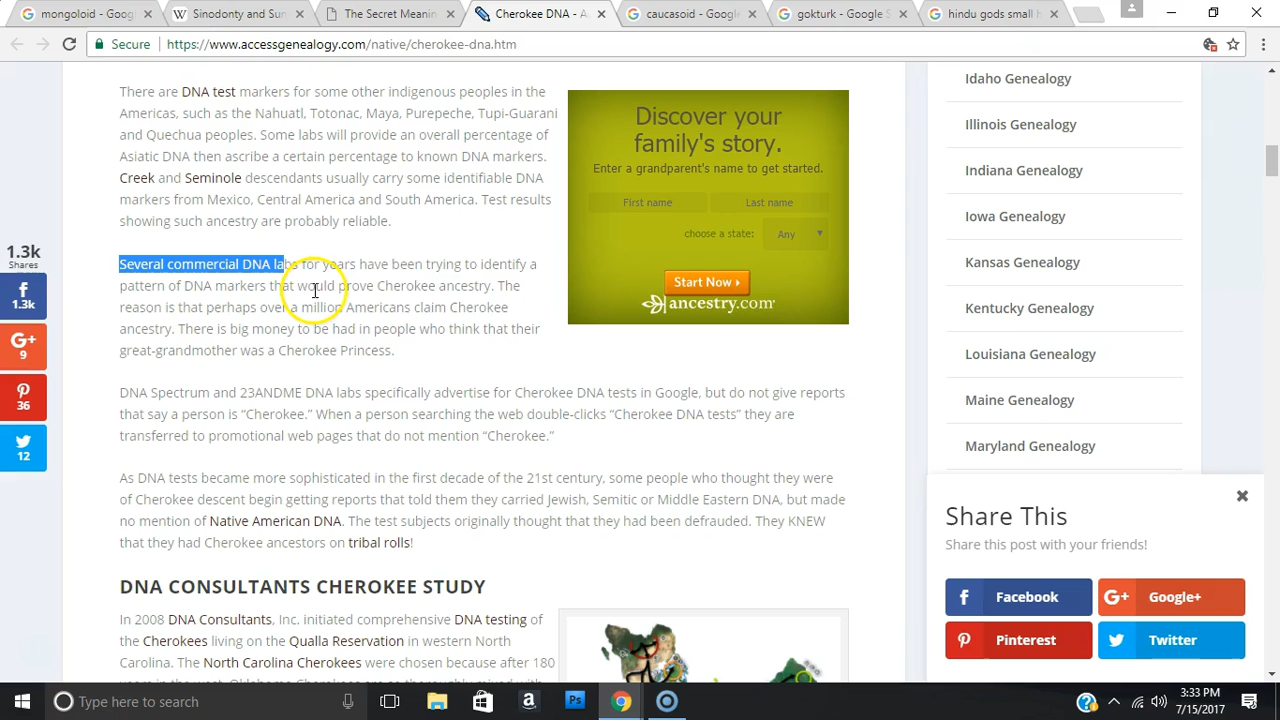 mongoloid - Google
Sinodonty and Sun
The Secret Meanin
Cherokee DNA - A
caucasoid - Google
gokturk - Google S
hindu gods small h
Secure https://www.accessgenealogy.com/native/cherokee-dna.htm
There are DNA test markers for some other indigenous peoples in the
Americas, such as the Nahuatl, Totonac, Maya, Purepeche, Tupi-Guarani
and Quechua peoples. Some labs will provide an overall percentage of
Asiatic DNA then ascribe a certain percentage to known DNA markers.
Creek and Seminole descendants usually carry some identifiable DNA
markers from Mexico, Central America and South America. Test results
showing such ancestry are probably reliable.
Discover your
family's story.
Enter a grandparent's name to get started.
First name Last name
choose a state: Any
Start Now
ancestry.com
Several commercial DNA labs for years have been trying to identify a
pattern of DNA markers that would prove Cherokee ancestry. The
reason is that perhaps over a million Americans claim Cherokee
ancestry. There is big money to be had in people who think that their
great-grandmother was a Cherokee Princess.
DNA Spectrum and 23ANDME DNA labs specifically advertise for Cherokee DNA tests in Google, but do not give reports
that say a person is “Cherokee.” When a person searching the web double-clicks “Cherokee DNA tests” they are
transferred to promotional web pages that do not mention “Cherokee.”
As DNA tests became more sophisticated in the first decade of the 21st century, some people who thought they were
of Cherokee descent begin getting reports that told them they carried Jewish, Semitic or Middle Eastern DNA, but made
no mention of Native American DNA. The test subjects originally thought that they had been defrauded. They KNEW
that they had Cherokee ancestors on tribal rolls!
DNA CONSULTANTS CHEROKEE STUDY
In 2008 DNA Consultants, Inc. initiated comprehensive DNA testing of
the Cherokees living on the Qualla Reservation in western North
Carolina. The North Carolina Cherokees were chosen because after 180
years in the west, Oklahoma Cherokees are so thoroughly mixed with
1.3k
Shares
1.3k
G+
9
36
12
Idaho Genealogy
Illinois Genealogy
Indiana Genealogy
Iowa Genealogy
Kansas Genealogy
Kentucky Genealogy
Louisiana Genealogy
Maine Genealogy
Maryland Genealogy
Share This
Share this post with your friends!
Facebook
G+ Google+
Pinterest
Twitter
Type here to search
Ps
3:33 PM
7/15/2017